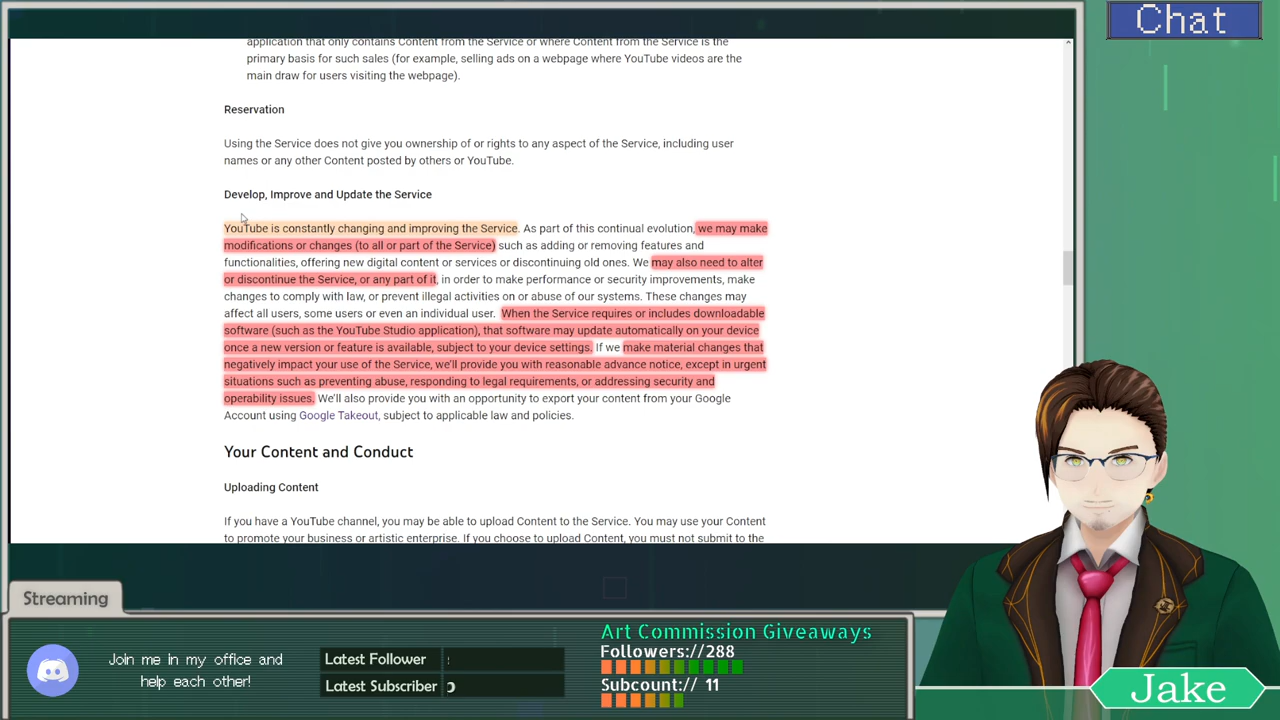 Chat
application that only contains Content from the Service or where Content from the Service is the
primary basis for such sales (for example, selling ads on a webpage where YouTube videos are the
main draw for users visiting the webpage).
Reservation
Using the Service does not give you ownership of or rights to any aspect of the Service, including user
names or any other Content posted by others or YouTube.
Develop, Improve and Update the Service
YouTube is constantly changing and improving the Service. As part of this continual evolution, we may make
modifications or changes (to all or part of the Service) such as adding or removing features and
functionalities, offering new digital content or services or discontinuing old ones. We may also need to alter
or discontinue the Service, or any part of it, in order to make performance or security improvements, make
changes to comply with law, or prevent illegal activities on or abuse of our systems. These changes may
affect all users, some users or even an individual user. When the Service requires or includes downloadable
software (such as the YouTube Studio application), that software may update automatically on your device
once a new version or feature is available, subject to your device settings. If we make material changes that
negatively impact your use of the Service, we'll provide you with reasonable advance notice, except in urgent
situations such as preventing abuse, responding to legal requirements, or addressing security and
operability issues. We'll also provide you with an opportunity to export your content from your Google
Account using Google Takeout, subject to applicable law and policies.
Your Content and Conduct
Uploading Content
If you have a YouTube channel, you may be able to upload Content to the Service. You may use your Content
to promote your business or artistic enterprise. If you choose to upload Content, you must not submit to the
Streaming
Join me in my office and
help each other!
Latest Follower
Latest Subscriber
Art Commission Giveaways
Followers://288
Subcount:// 11
Jake